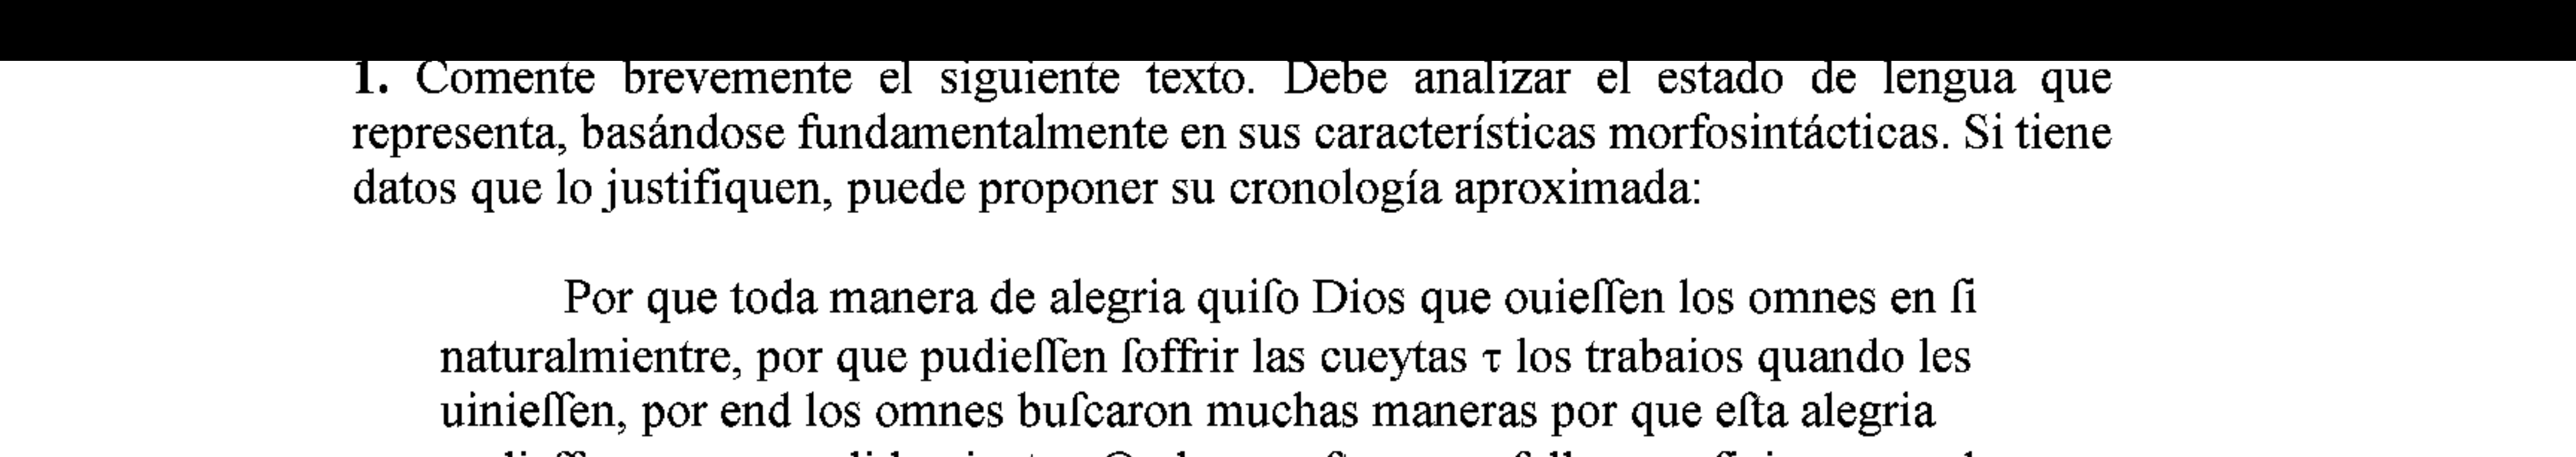 1. Comente brevemente el siguiente texto. Debe analizar el estado de lengua que
representa, basándose fundamentalmente en sus características morfosintácticas. Si tiene
datos que lo justifiquen, puede proponer su cronología aproximada:
Por que toda manera de alegria quiſo Dios que ouieſſen los omnes en ſi
naturalmientre, por que pudieſſen ſoffrir las cueytas τ los trabaios quando les
uinieſſen, por end los omnes buſcaron muchas maneras por que eſta alegria